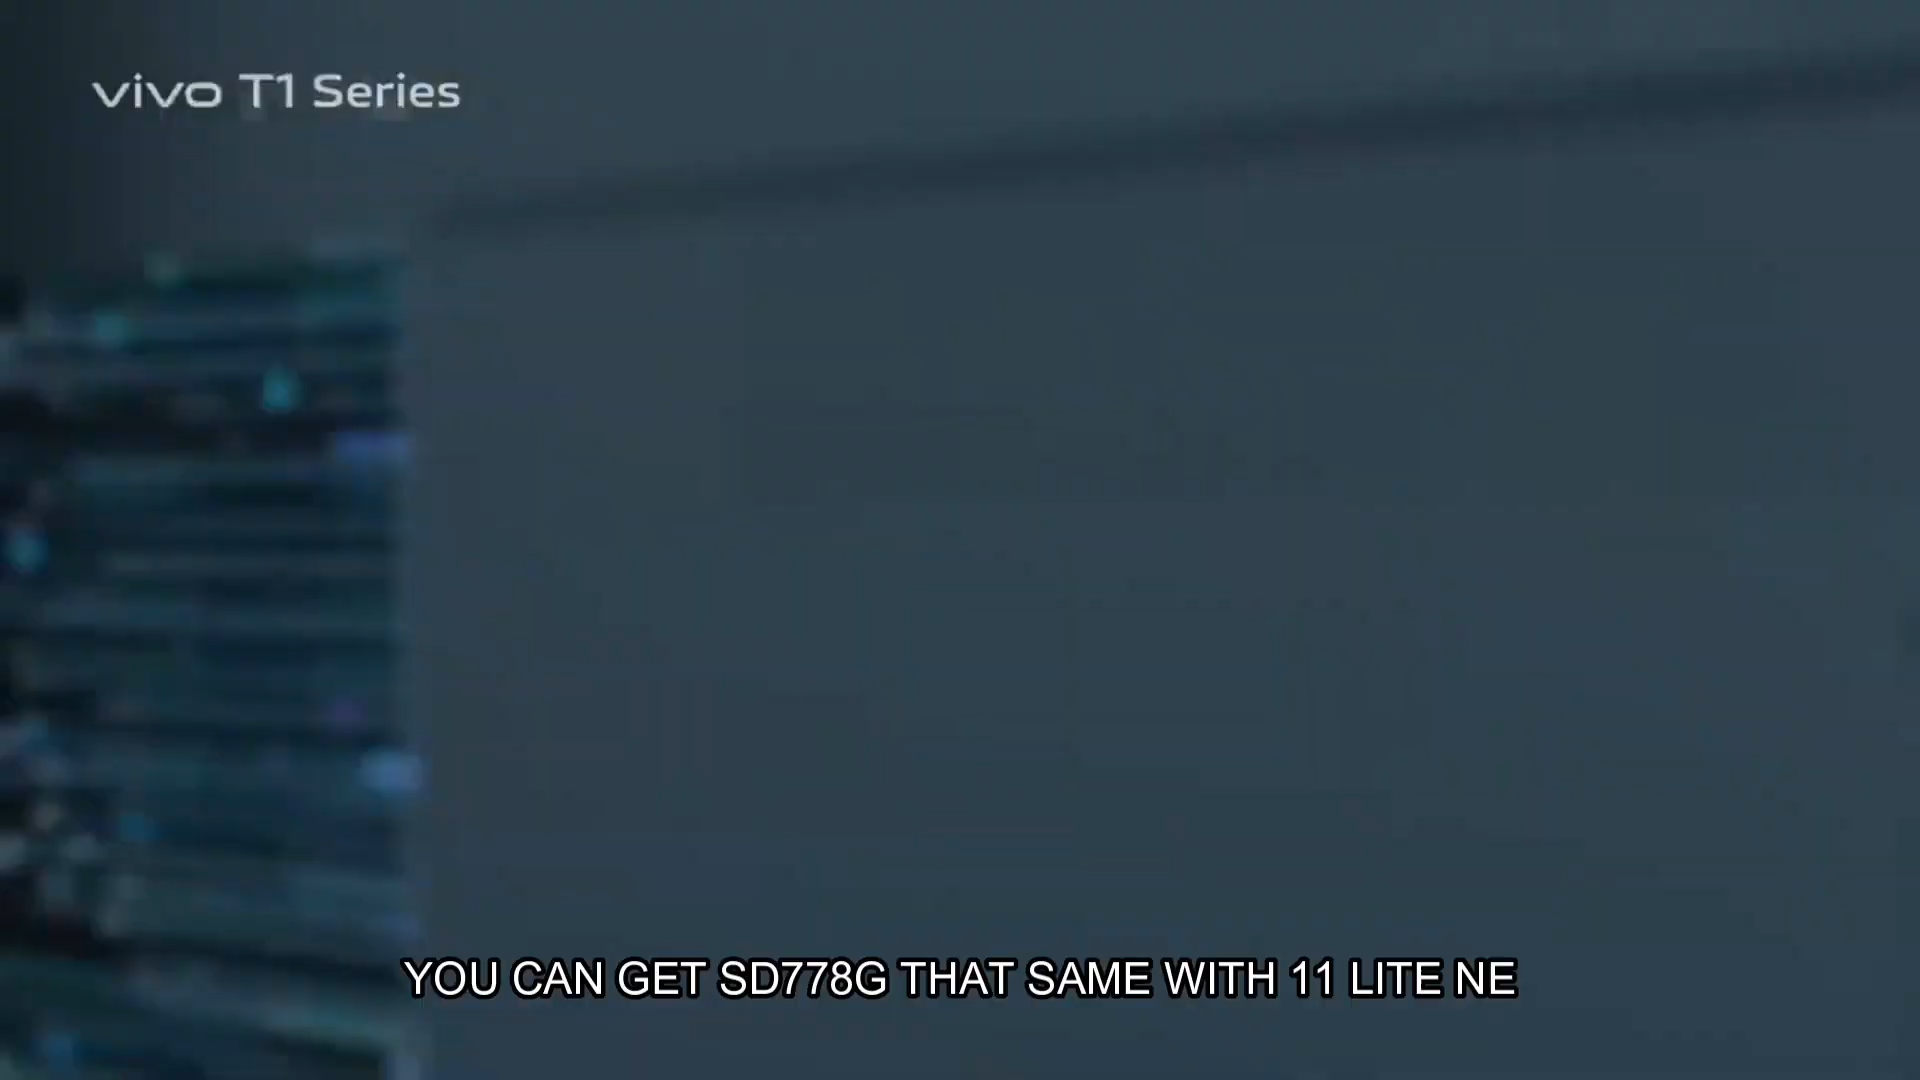 vivo T1 Series
YOU CAN GET SD778G THAT SAME WITH 11 LITE NE